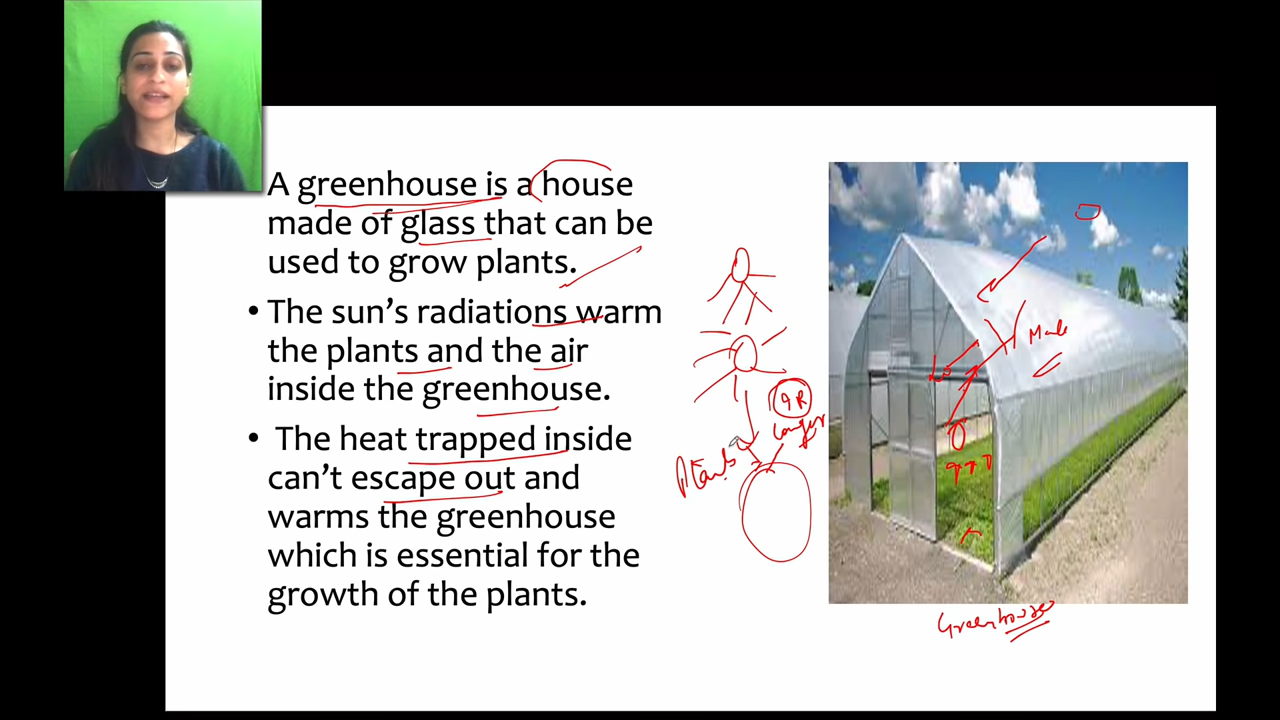 A greenhouse is a house
made of glass that can be
used to grow plants.
• The sun’s radiations warm
the plants and the air
inside the greenhouse.
• The heat trapped inside
can’t escape out and
warms the greenhouse
which is essential for the
growth of the plants.
longer
Plants
Greenhouse